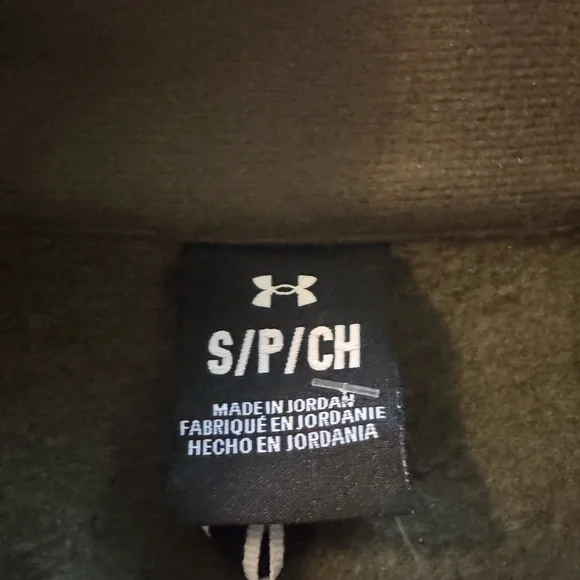 S/P/CH
MADE IN JORDAN
FABRIQUÉ EN JORDANIE
HECHO EN JORDANIA